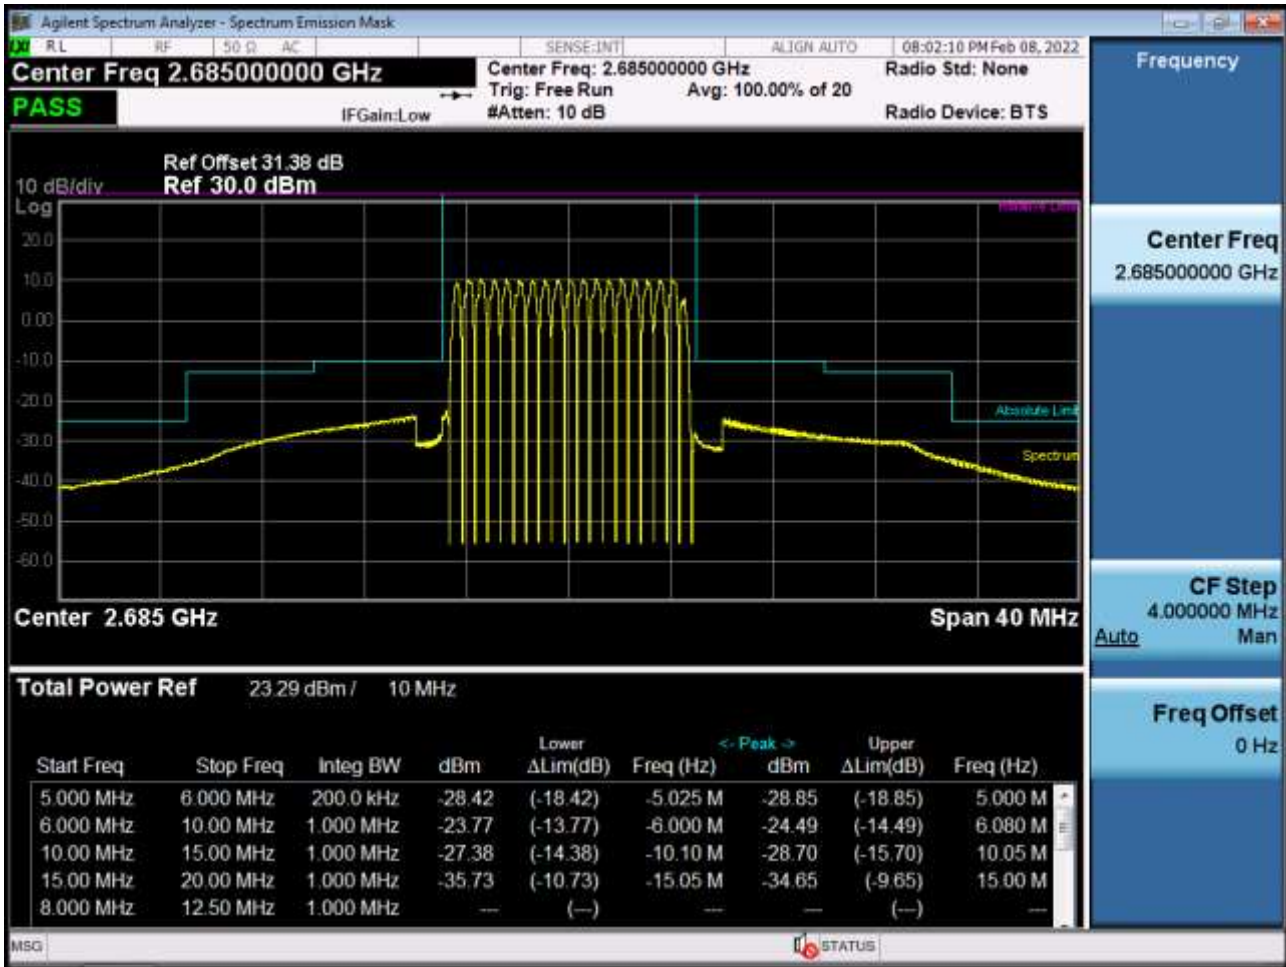 Agilent Spectrum Analyzer - Spectrum Emission Mask
RL RF 50 Ω AC SENSE:INT ALIGN AUTO 08:02:10 PM Feb 08, 2022
Center Freq 2.685000000 GHz
Center Freq: 2.685000000 GHz Radio Std: None
Trig: Free Run Avg: 100.00% of 20
PASS
IFGain:Low #Atten: 10 dB Radio Device: BTS
Ref Offset 31.38 dB
10 dB/div Ref 30.0 dBm
Log
20.0
10.0
0.00
-10.0
-20.0
-30.0
-40.0
-50.0
-60.0
Absolute Limit
Spectrum
Center 2.685 GHz Span 40 MHz
Total Power Ref 23.29 dBm / 10 MHz
Lower <- Peak -> Upper
Start Freq Stop Freq Integ BW dBm ΔLim(dB) Freq (Hz) dBm ΔLim(dB) Freq (Hz)
5.000 MHz 6.000 MHz 200.0 kHz -28.42 (-18.42) -5.025 M -28.85 (-18.85) 5.000 M
6.000 MHz 10.00 MHz 1.000 MHz -23.77 (-13.77) -6.000 M -24.49 (-14.49) 6.080 M
10.00 MHz 15.00 MHz 1.000 MHz -27.38 (-14.38) -10.10 M -28.70 (-15.70) 10.05 M
15.00 MHz 20.00 MHz 1.000 MHz -35.73 (-10.73) -15.05 M -34.65 (-9.65) 15.00 M
8.000 MHz 12.50 MHz 1.000 MHz --- (---) --- --- (---) ---
MSG STATUS
Frequency
Center Freq
2.685000000 GHz
CF Step
4.000000 MHz
Auto Man
Freq Offset
0 Hz